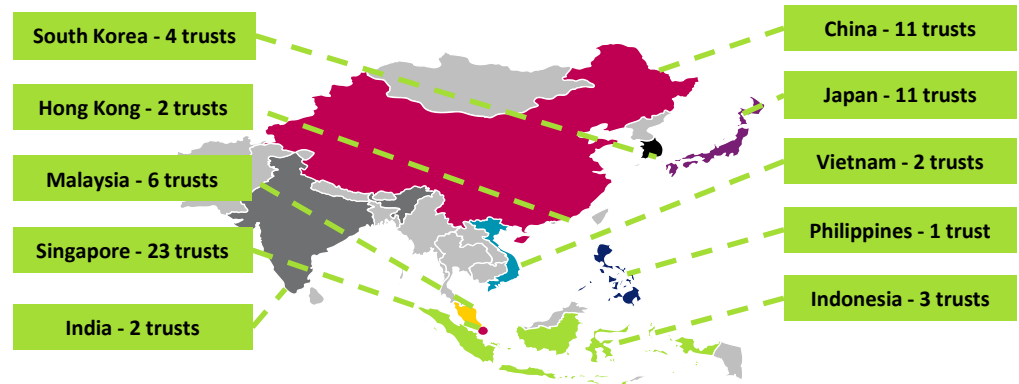 South Korea - 4 trusts
Hong Kong - 2 trusts
Malaysia - 6 trusts
Singapore - 23 trusts
India - 2 trusts
China - 11 trusts
Japan - 11 trusts
Vietnam - 2 trusts
Philippines - 1 trust
Indonesia - 3 trusts